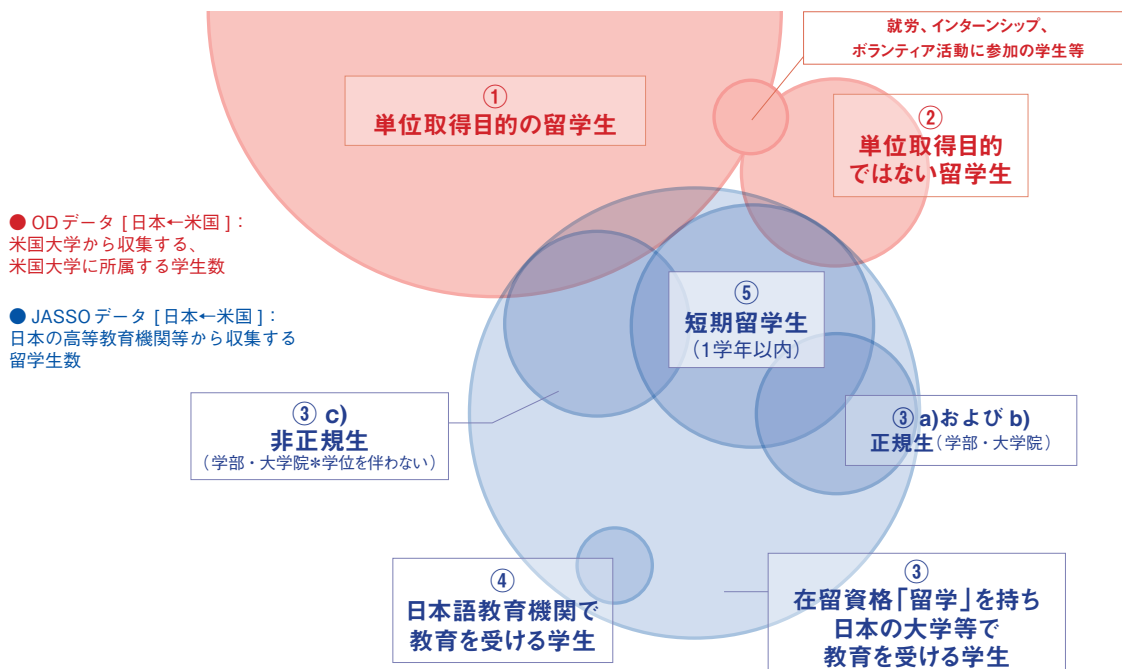 就労、インターンシップ、
ボランティア活動に参加の学生等
①
単位取得目的の留学生
②
単位取得目的
ではない留学生
● ODデータ [日本←米国]：
米国大学から収集する、
米国大学に所属する学生数
● JASSOデータ [日本←米国]：
日本の高等教育機関等から収集する
留学生数
⑤
短期留学生
(1学年以内)
③ c)
非正規生
(学部・大学院*学位を伴わない)
③ a)および b)
正規生(学部・大学院)
④
日本語教育機関で
教育を受ける学生
③
在留資格「留学」を持ち
日本の大学等で
教育を受ける学生